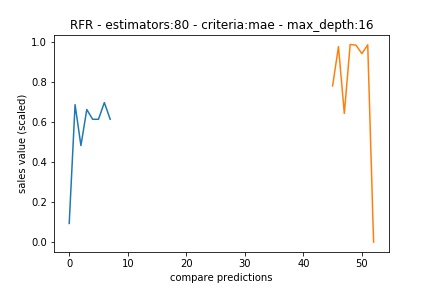 RFR - estimators:80 - criteria:mae - max_depth:16
1.0
0.8
0.6
0.4
0.2
0.0
sales value (scaled)
0 10 20 30 40 50
compare predictions